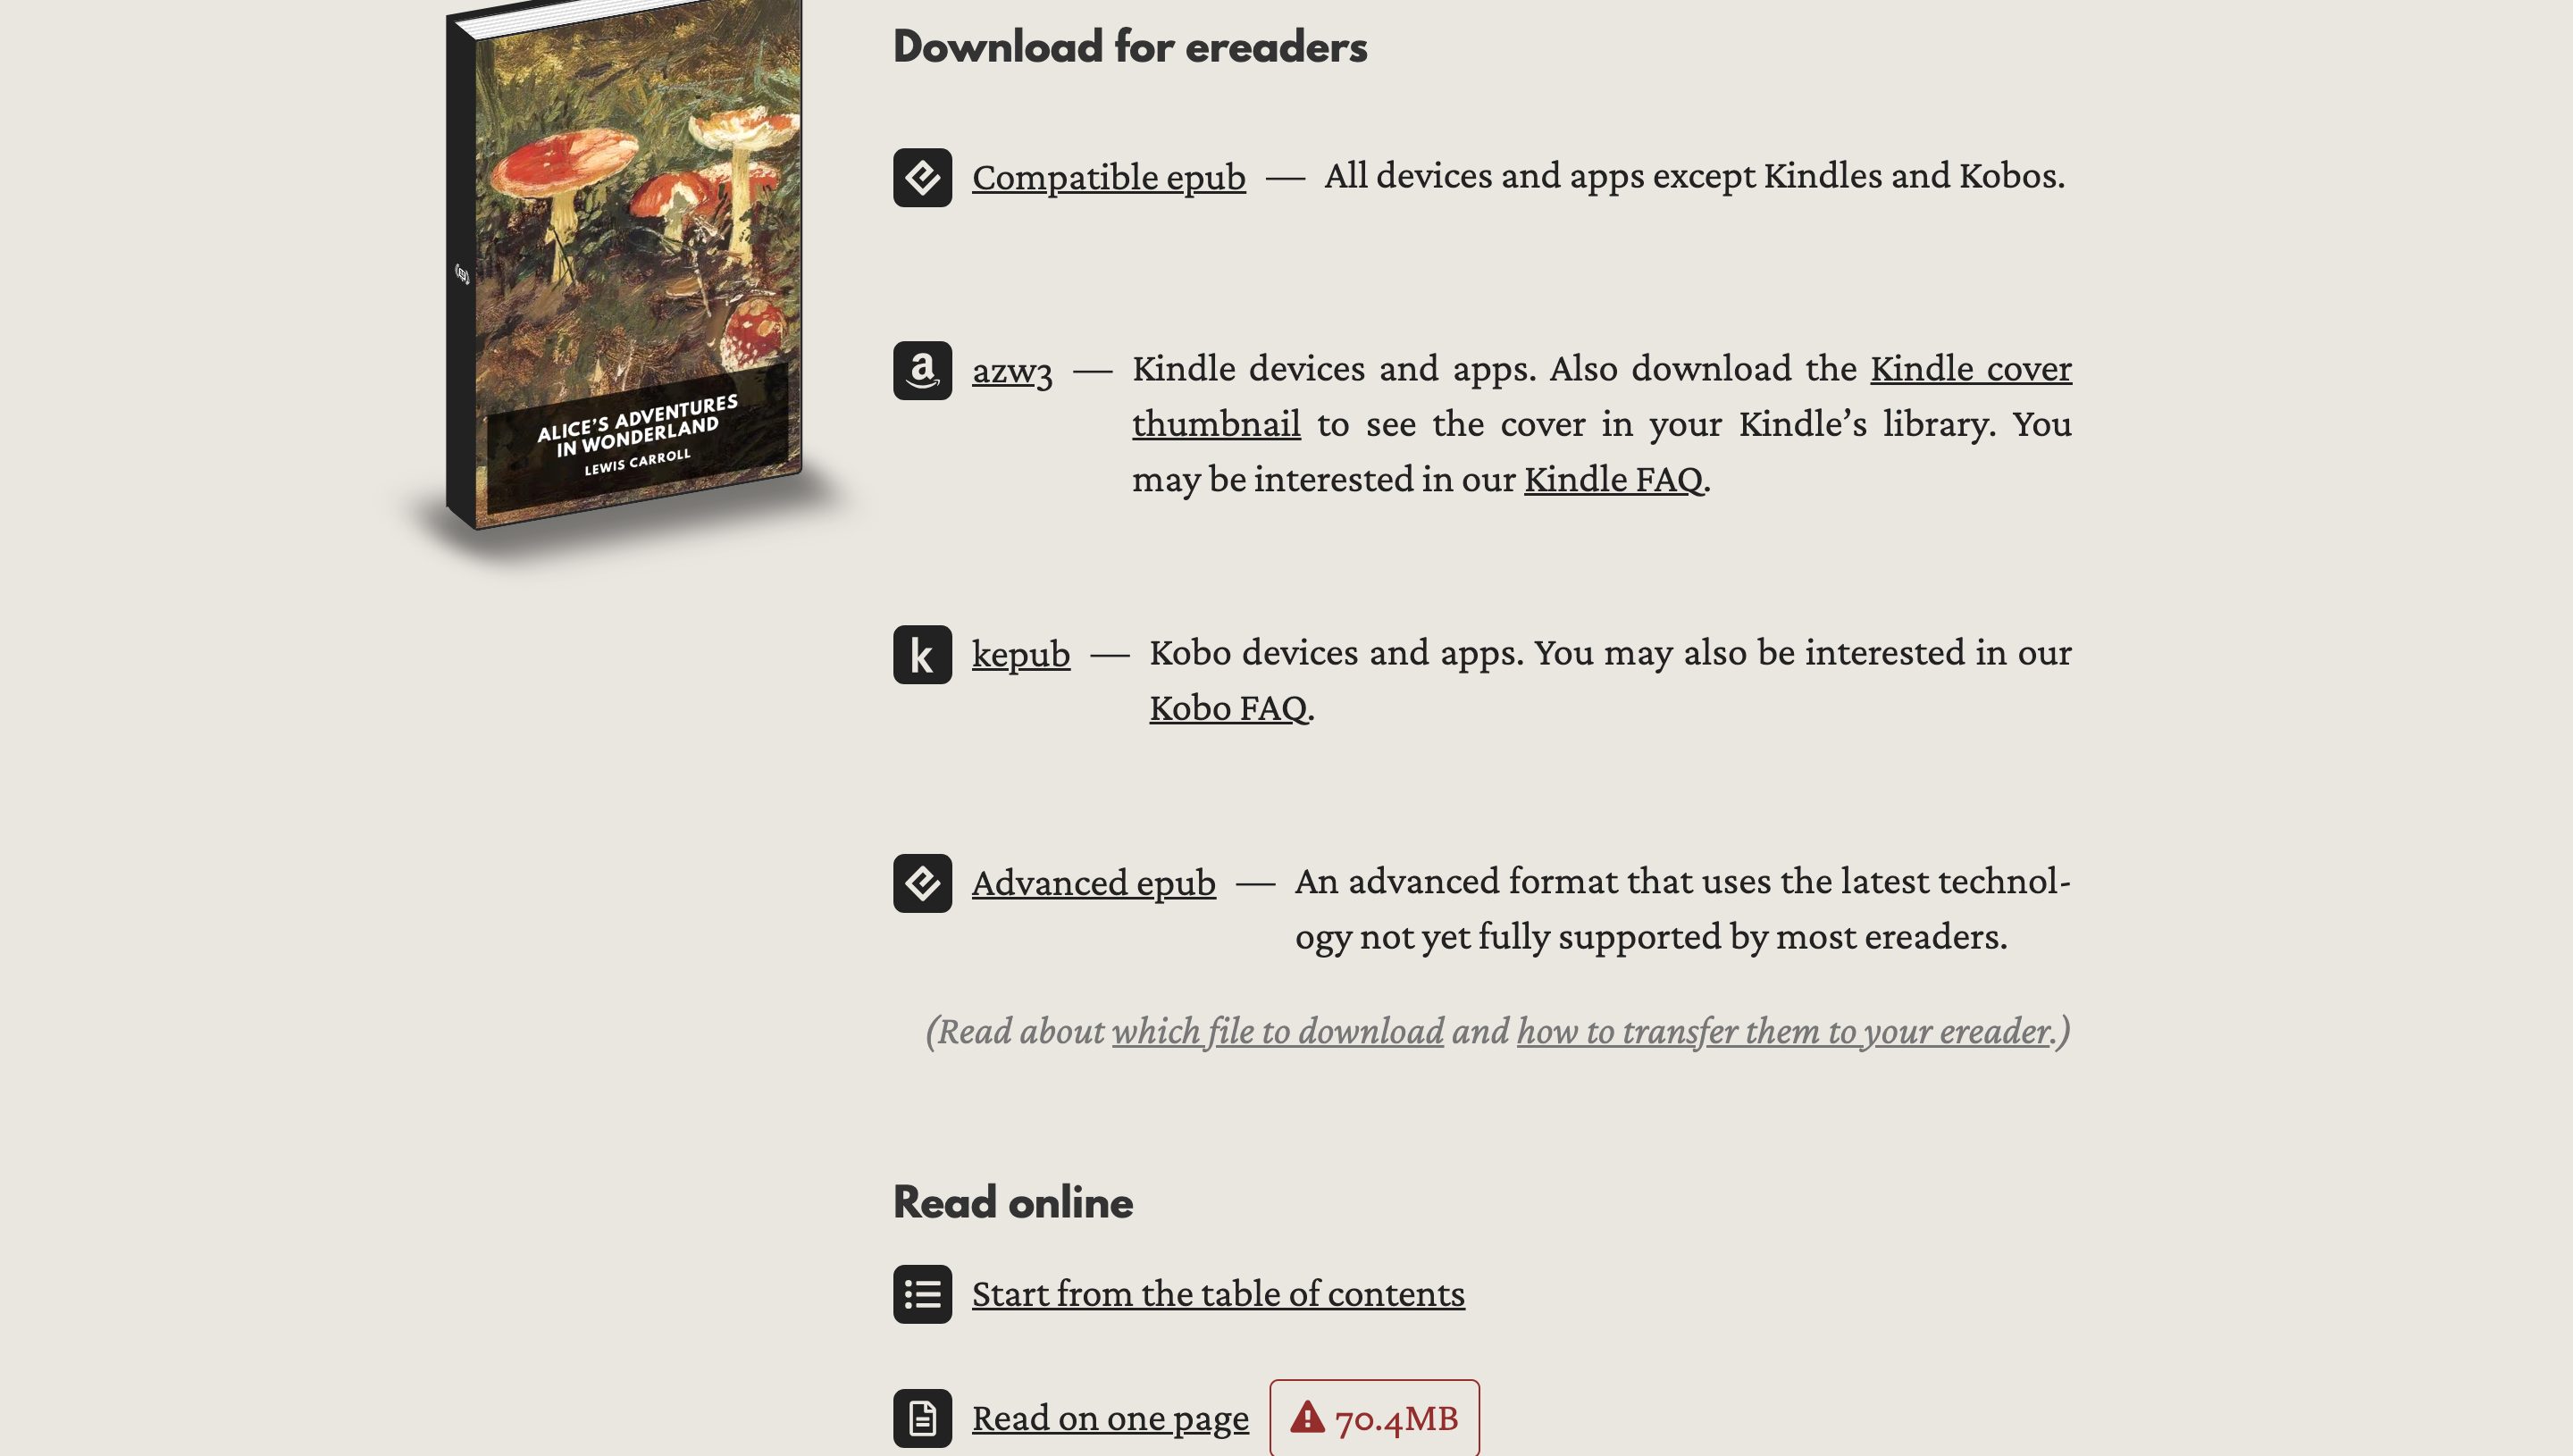 Download for ereaders
Compatible epub — All devices and apps except Kindles and Kobos.
azw3 — Kindle devices and apps. Also download the Kindle cover
thumbnail to see the cover in your Kindle’s library. You
may be interested in our Kindle FAQ.
kepub — Kobo devices and apps. You may also be interested in our
Kobo FAQ.
Advanced epub — An advanced format that uses the latest technol-
ogy not yet fully supported by most ereaders.
(Read about which file to download and how to transfer them to your ereader.)
Read online
Start from the table of contents
Read on one page 70.4MB
ALICE’S ADVENTURES
IN WONDERLAND
LEWIS CARROLL